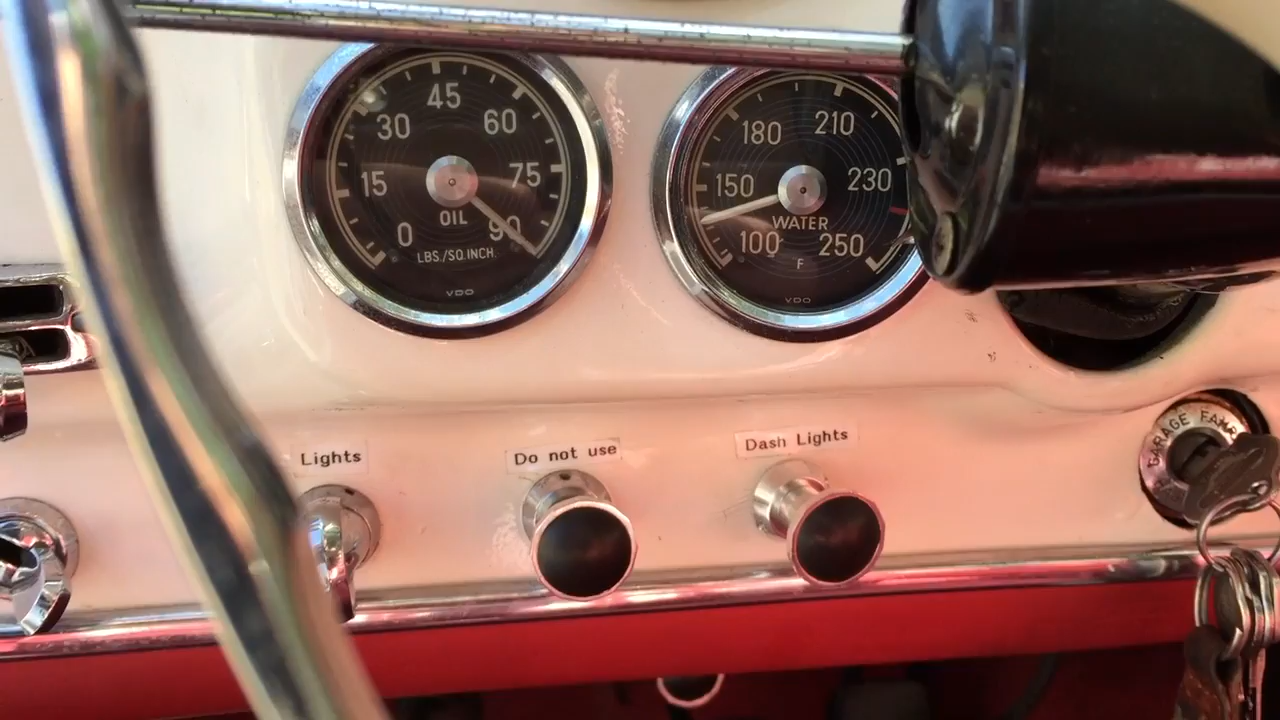 45
30
60
15
75
OIL
0
90
LBS./SQ.INCH.
VDO
180
210
150
230
WATER
100
250
F
VDO
Lights
Do not use
Dash Lights
GARAGE